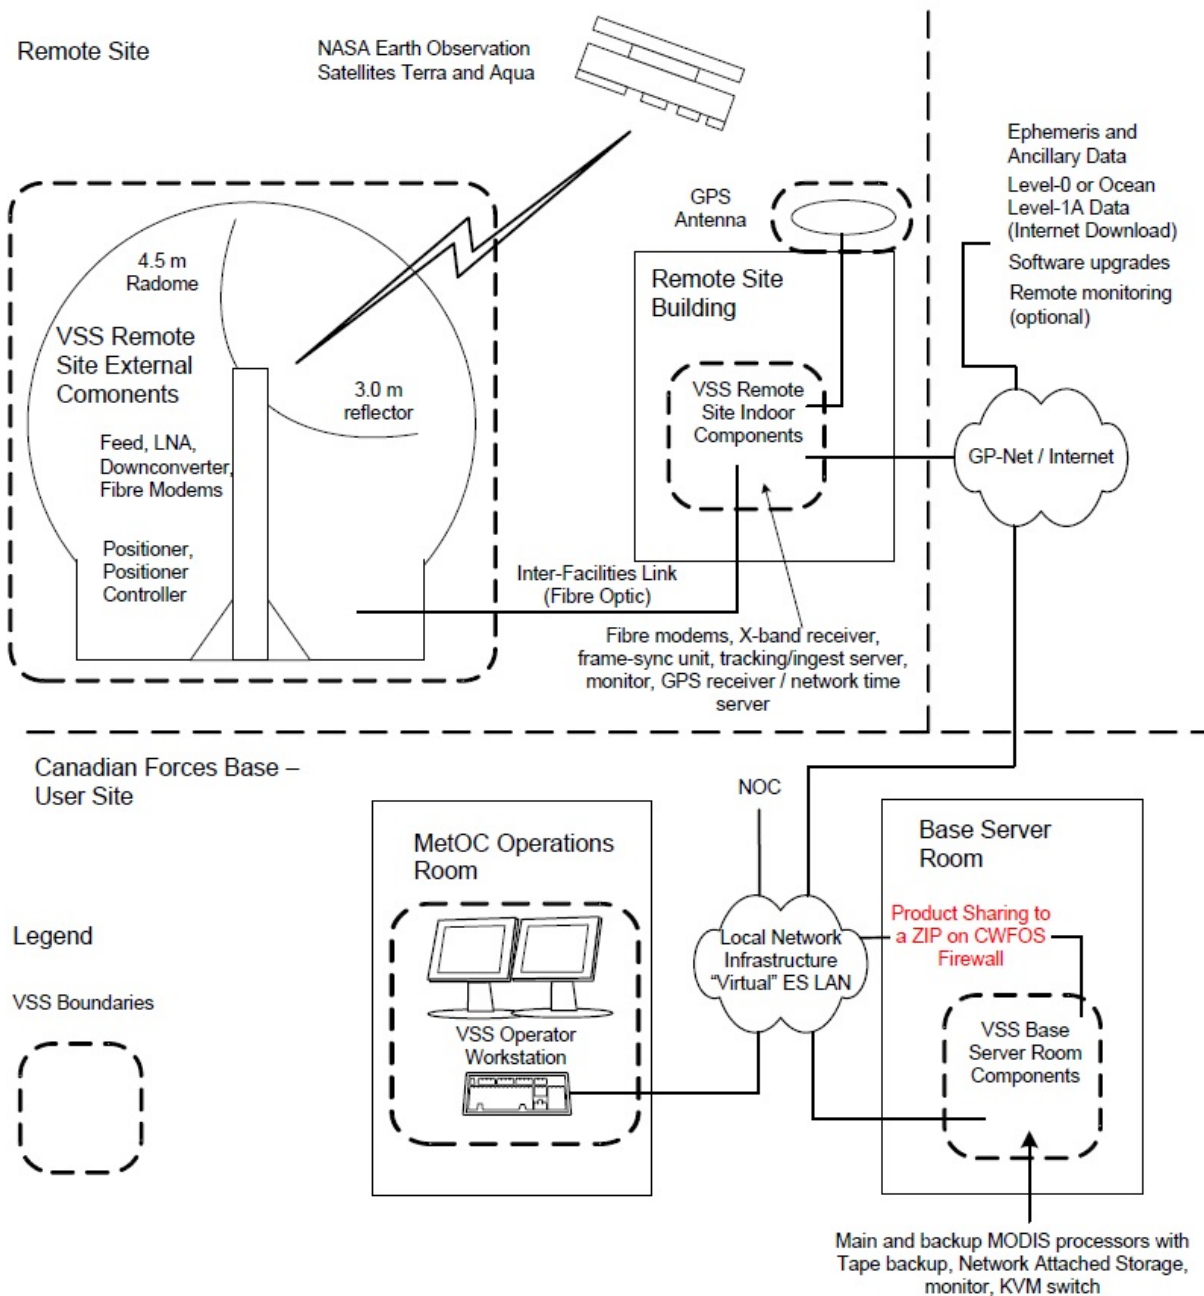 Remote Site
NASA Earth Observation
Satellites Terra and Aqua
Ephemeris and
Ancillary Data
Level-0 or Ocean
Level-1A Data
(Internet Download)
Software upgrades
Remote monitoring
(optional)
GPS
Antenna
4.5 m
Radome
VSS Remote
Site External
Comonents
3.0 m
reflector
Feed, LNA,
Downconverter,
Fibre Modems
Positioner,
Positioner
Controller
Remote Site
Building
VSS Remote
Site Indoor
Components
GP-Net / Internet
Inter-Facilities Link
(Fibre Optic)
Fibre modems, X-band receiver,
frame-sync unit, tracking/ingest server,
monitor, GPS receiver / network time
server
Canadian Forces Base –
User Site
NOC
MetOC Operations
Room
VSS Operator
Workstation
Local Network
Infrastructure
“Virtual” ES LAN
Base Server
Room
Product Sharing to
a ZIP on CWFOS
Firewall
VSS Base
Server Room
Components
Main and backup MODIS processors with
Tape backup, Network Attached Storage,
monitor, KVM switch
Legend
VSS Boundaries